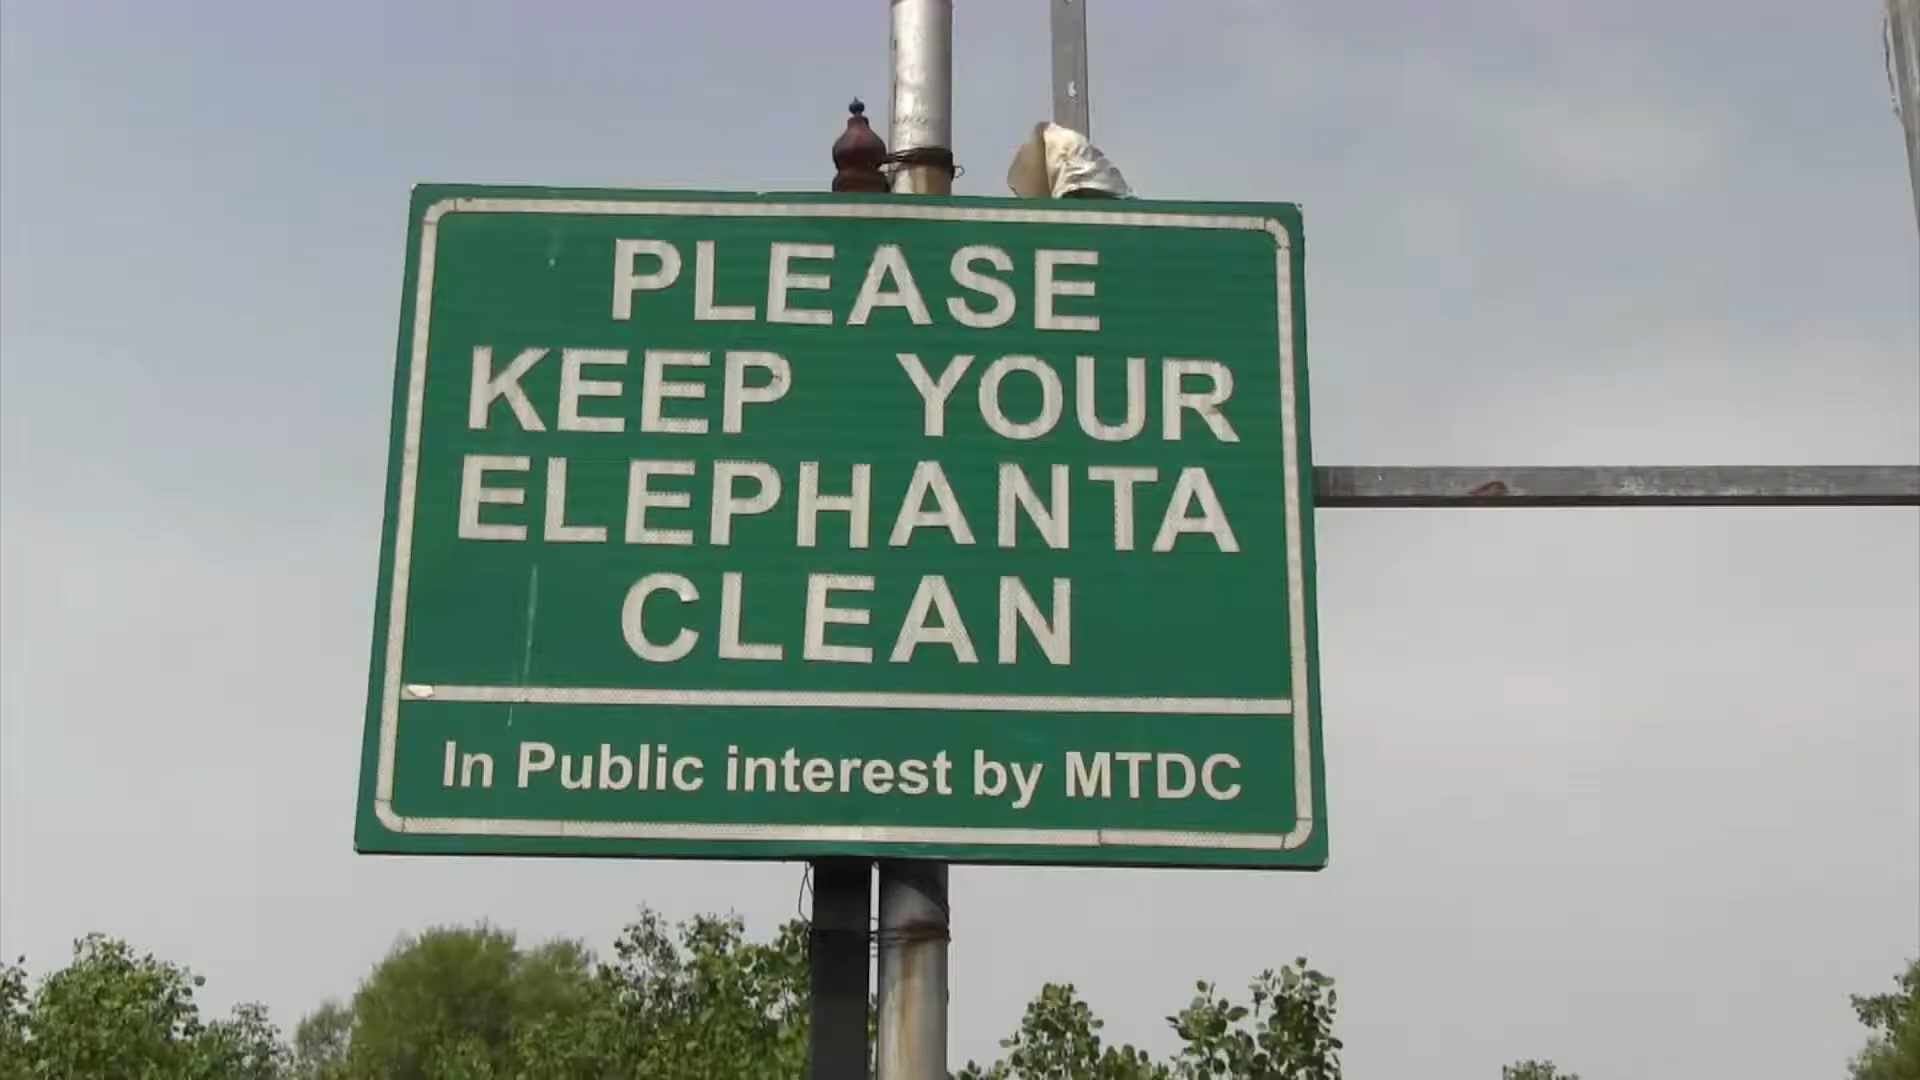 PLEASE
KEEP YOUR
ELEPHANTA
CLEAN
In Public interest by MTDC